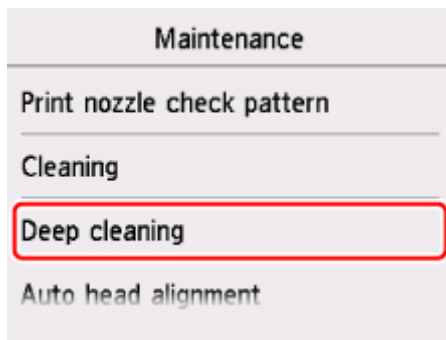 Maintenance
Print nozzle check pattern
Cleaning
Deep cleaning
Auto head alignment